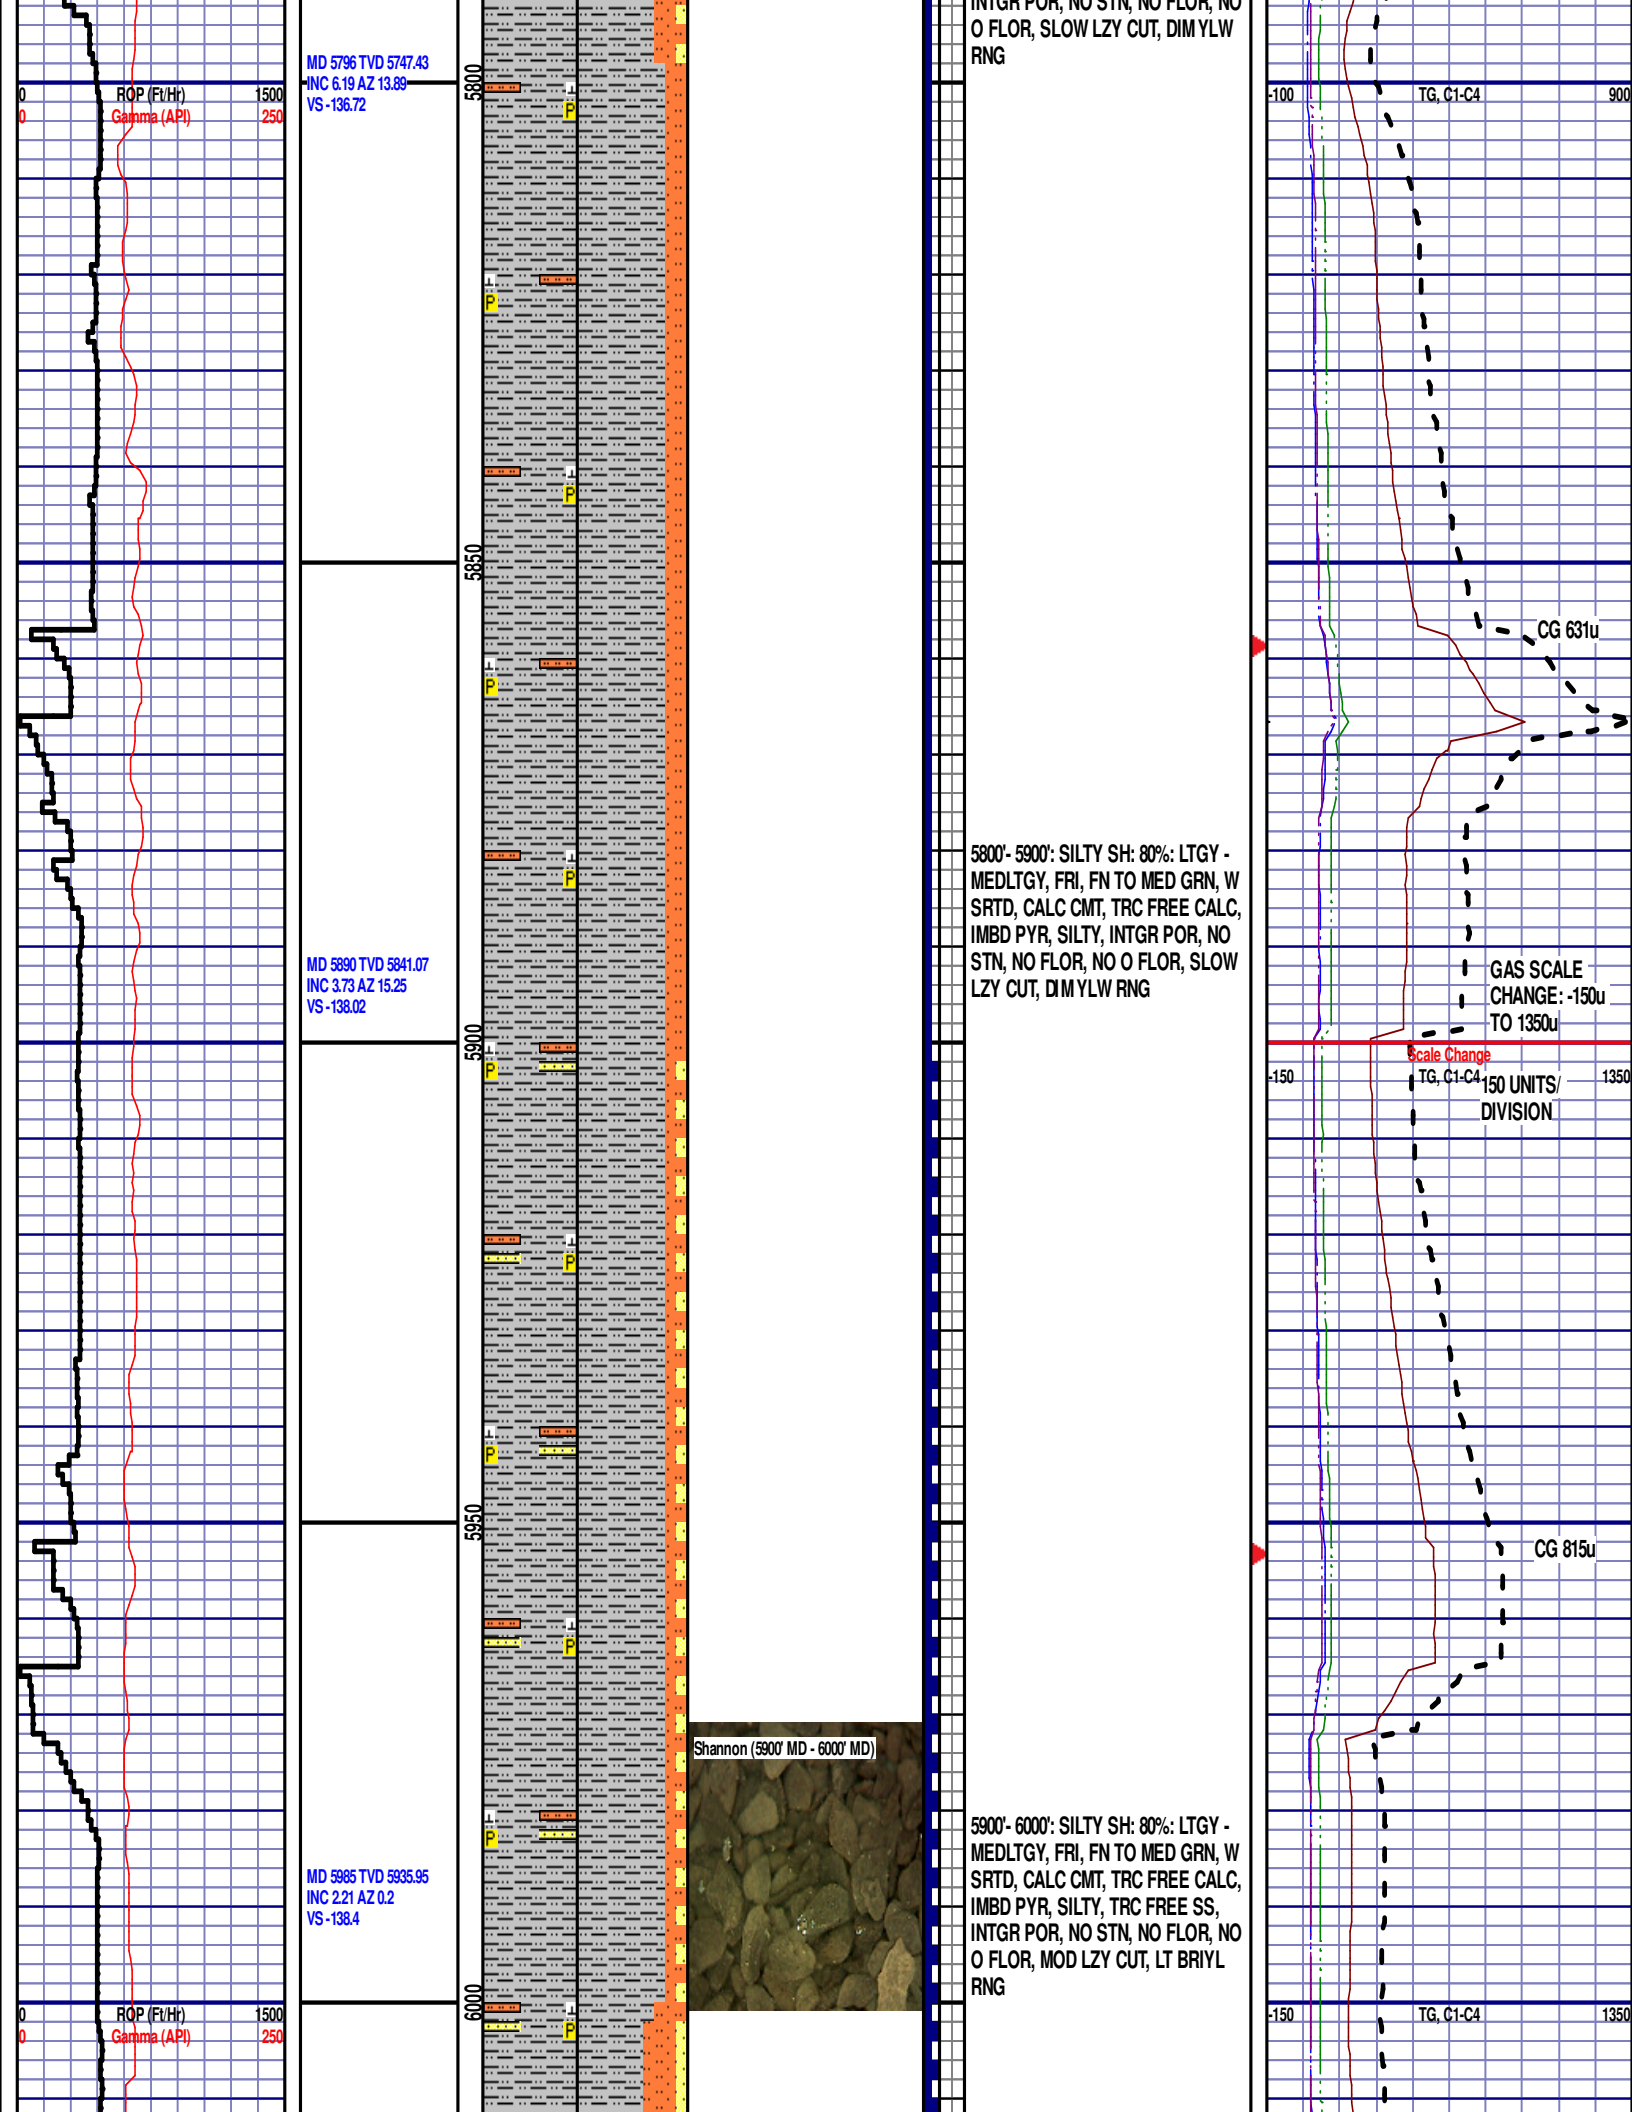 INTGR POR, NO STN, NO FLOR, NO
O FLOR, SLOW LZY CUT, DIM YLW
RNG
MD 5796 TVD 5747.43
INC 6.19 AZ 13.89
VS -136.72
0 ROP (Ft/Hr) 1500
0 Gamma (API) 250
5800
-100 TG, C1-C4 900
P
P
P
5850
CG 631u
P
P
5800'- 5900': SILTY SH: 80%: LTGY -
MEDLTGY, FRI, FN TO MED GRN, W
SRTD, CALC CMT, TRC FREE CALC,
IMBD PYR, SILTY, INTGR POR, NO
STN, NO FLOR, NO O FLOR, SLOW
LZY CUT, DIM YLW RNG
MD 5890 TVD 5841.07
INC 3.73 AZ 15.25
VS -138.02
GAS SCALE
CHANGE: -150u
TO 1350u
5900
Scale Change
-150 TG, C1-C4 1350
150 UNITS/
DIVISION
P
P
P
5950
CG 815u
P
Shannon (5900' MD - 6000' MD)
P
5900'- 6000': SILTY SH: 80%: LTGY -
MEDLTGY, FRI, FN TO MED GRN, W
SRTD, CALC CMT, TRC FREE CALC,
IMBD PYR, SILTY, TRC FREE SS,
INTGR POR, NO STN, NO FLOR, NO
O FLOR, MOD LZY CUT, LT BRIYL
RNG
MD 5985 TVD 5935.95
INC 2.21 AZ 0.2
VS -138.4
6000
0 ROP (Ft/Hr) 1500
0 Gamma (API) 250
-150 TG, C1-C4 1350
P